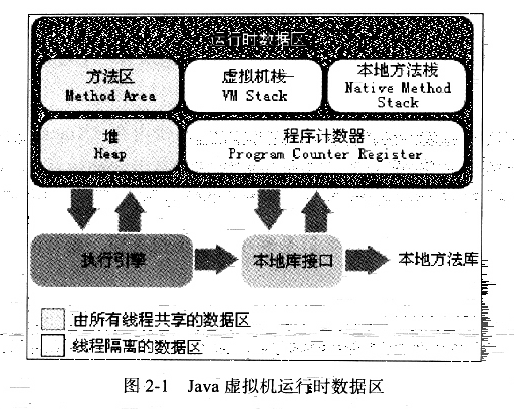 运行时数据区
方法区
Method Area
虚拟机栈
VM Stack
本地方法栈
Native Method
Stack
堆
Heap
程序计数器
Program Counter Register
执行引擎
本地库接口
本地方法库
由所有线程共享的数据区
线程隔离的数据区
图 2-1 Java 虚拟机运行时数据区